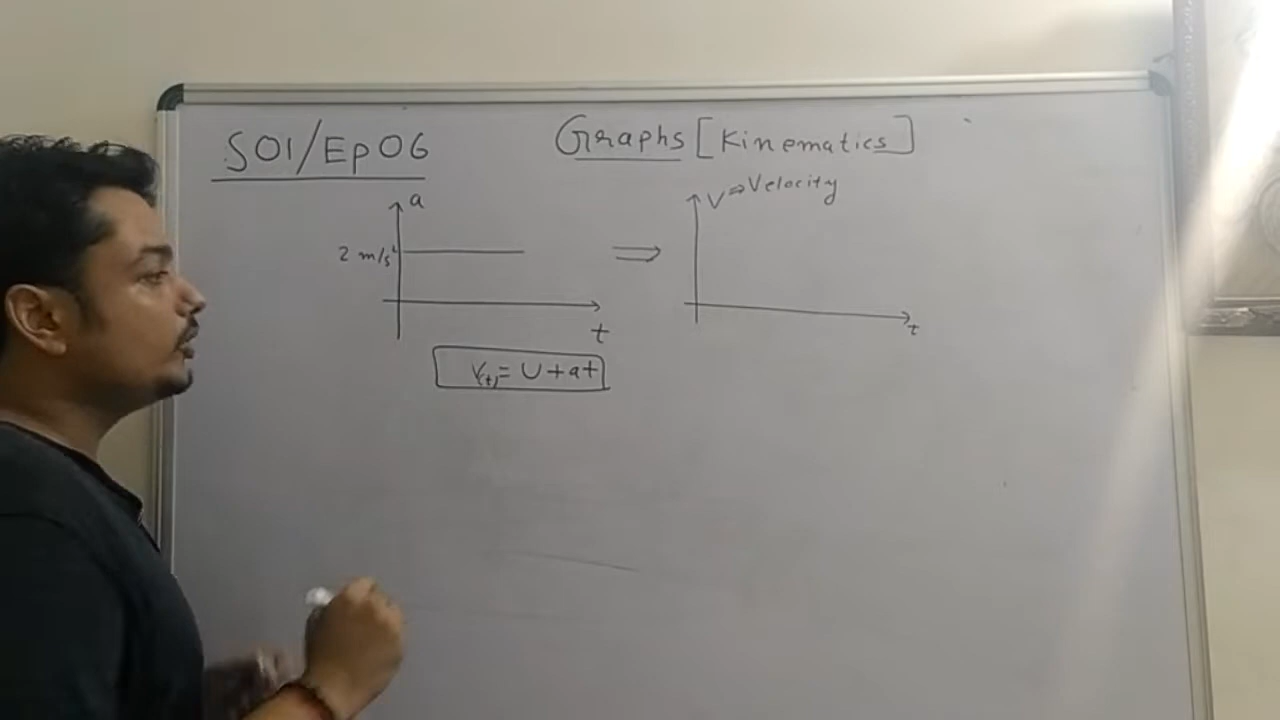 S01/Ep06
Graphs [Kinematics]
a
V⇒Velocity
2 m/s²
⇒
t
t
V(t) = U+at